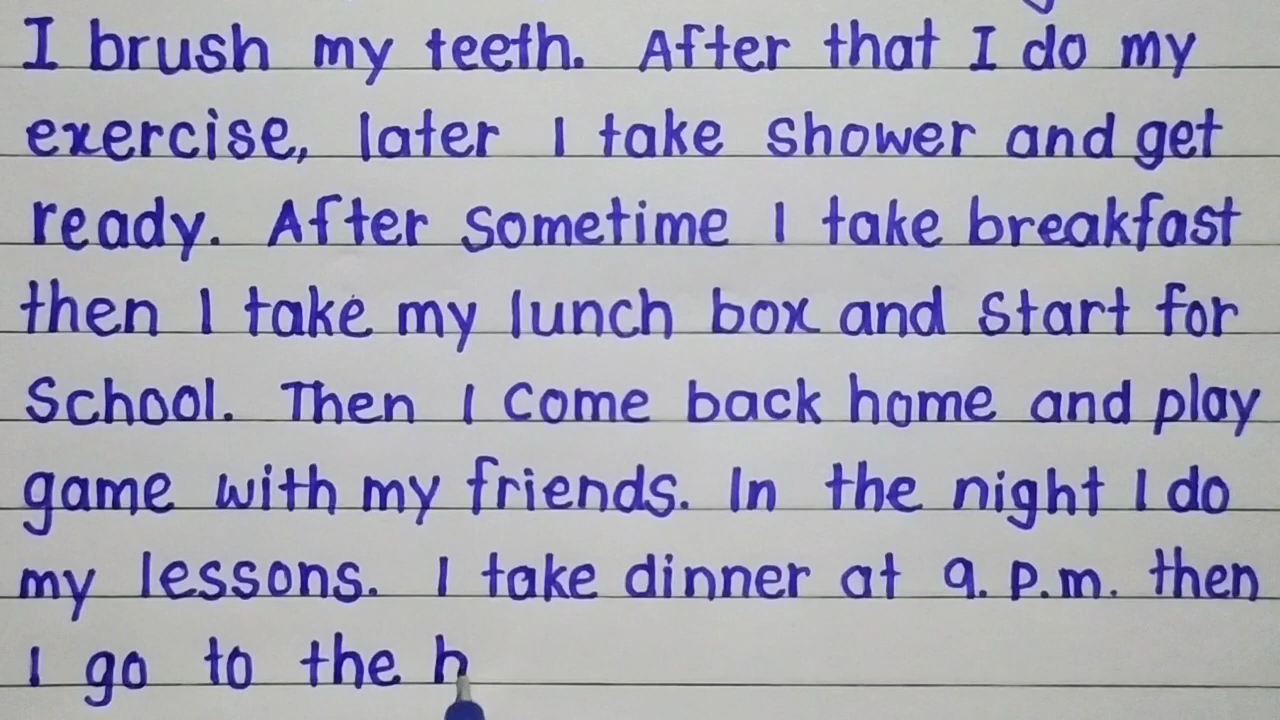 I brush my teeth. After that I do my
exercise, later I take shower and get
ready. After sometime I take breakfast
then I take my lunch box and start for
School. Then I come back home and play
game with my friends. In the night I do
my lessons. I take dinner at 9. p.m. then
I go to the